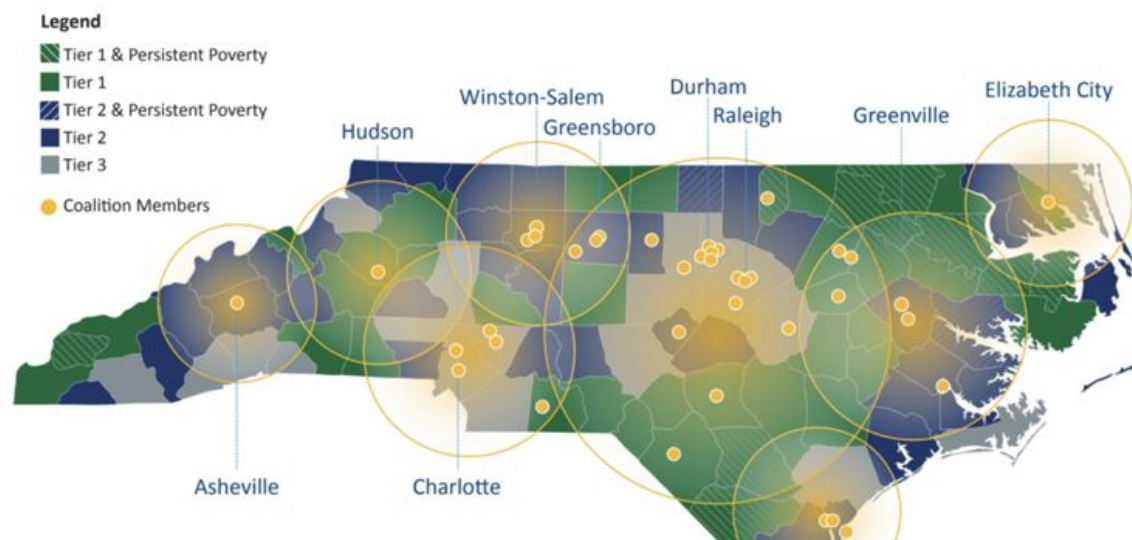 Legend
Tier 1 & Persistent Poverty
Tier 1
Tier 2 & Persistent Poverty
Tier 2
Tier 3
Coalition Members
Hudson
Winston-Salem
Greensboro
Durham
Raleigh
Greenville
Elizabeth City
Asheville
Charlotte